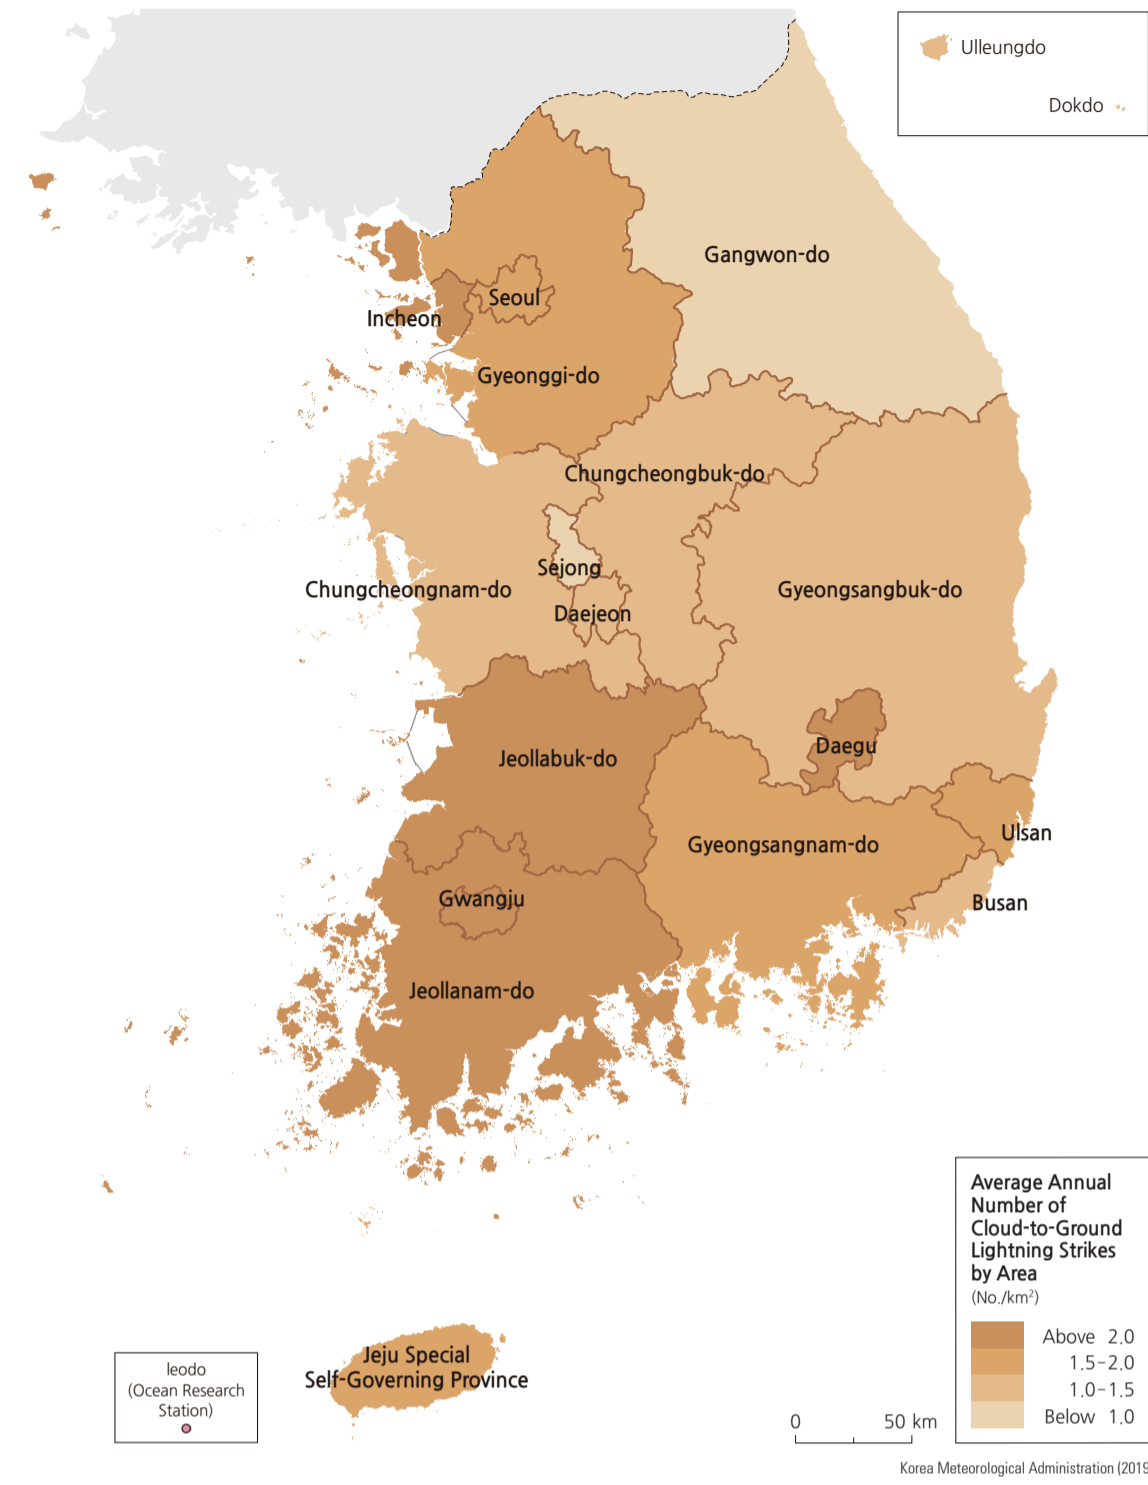 Ulleungdo
Dokdo
Gangwon-do
Seoul
Incheon
Gyeonggi-do
Chungcheongbuk-do
Sejong
Chungcheongnam-do
Gyeongsangbuk-do
Daejeon
Daegu
Jeollabuk-do
Ulsan
Gyeongsangnam-do
Gwangju
Busan
Jeollanam-do
Average Annual
Number of
Cloud-to-Ground
Lightning Strikes
by Area
(No./km²)
Above 2.0
1.5-2.0
1.0-1.5
Below 1.0
Jeju Special
Self-Governing Province
Ieodo
(Ocean Research
Station)
0 50 km
Korea Meteorological Administration (2019